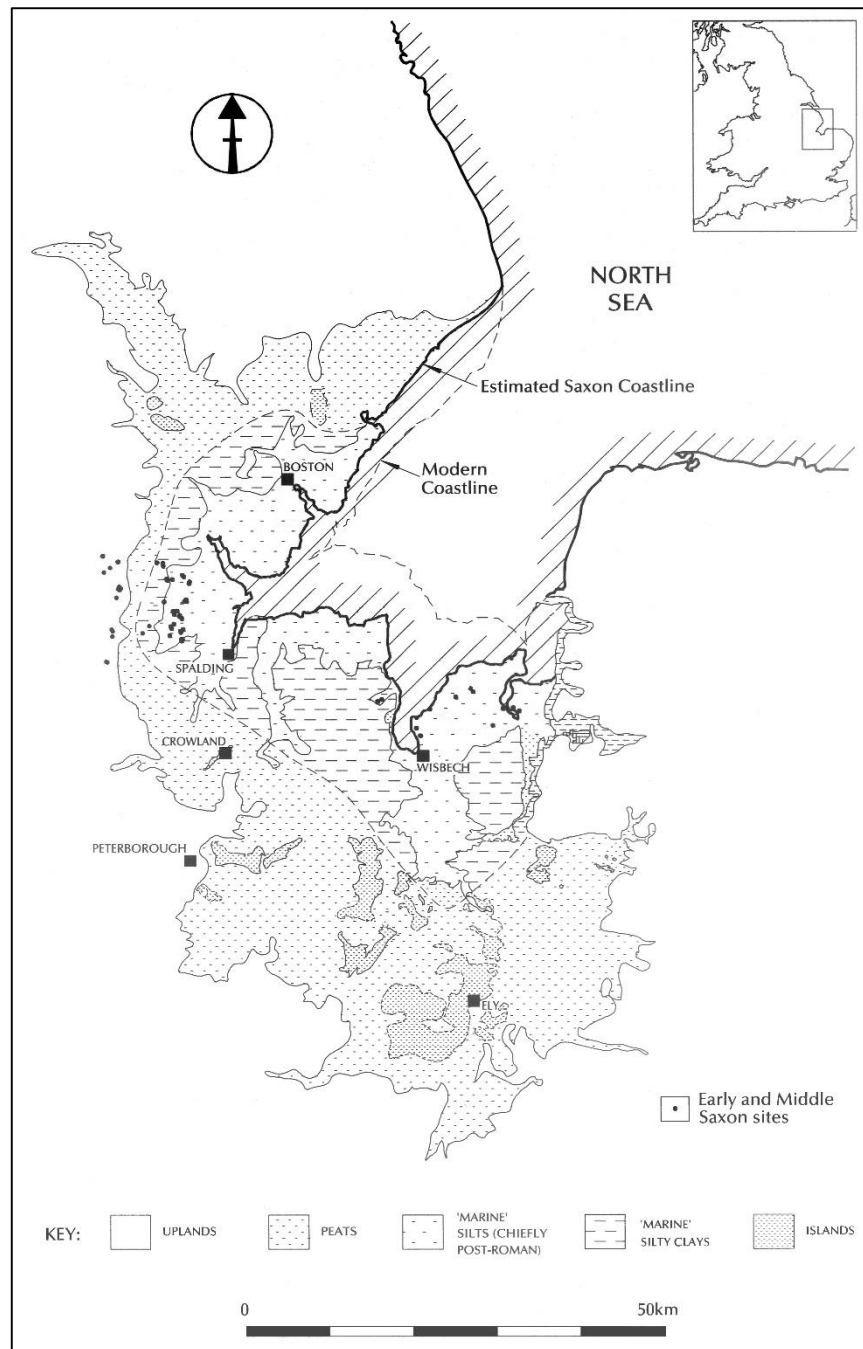 NORTH
SEA
Estimated Saxon Coastline
BOSTON
Modern
Coastline
SPALDING
CROWLAND
WISBECH
PETERBOROUGH
ELY
Early and Middle
Saxon sites
KEY:
UPLANDS
PEATS
'MARINE'
SILTS (CHIEFLY
POST-ROMAN)
'MARINE'
SILTY CLAYS
ISLANDS
0
50km